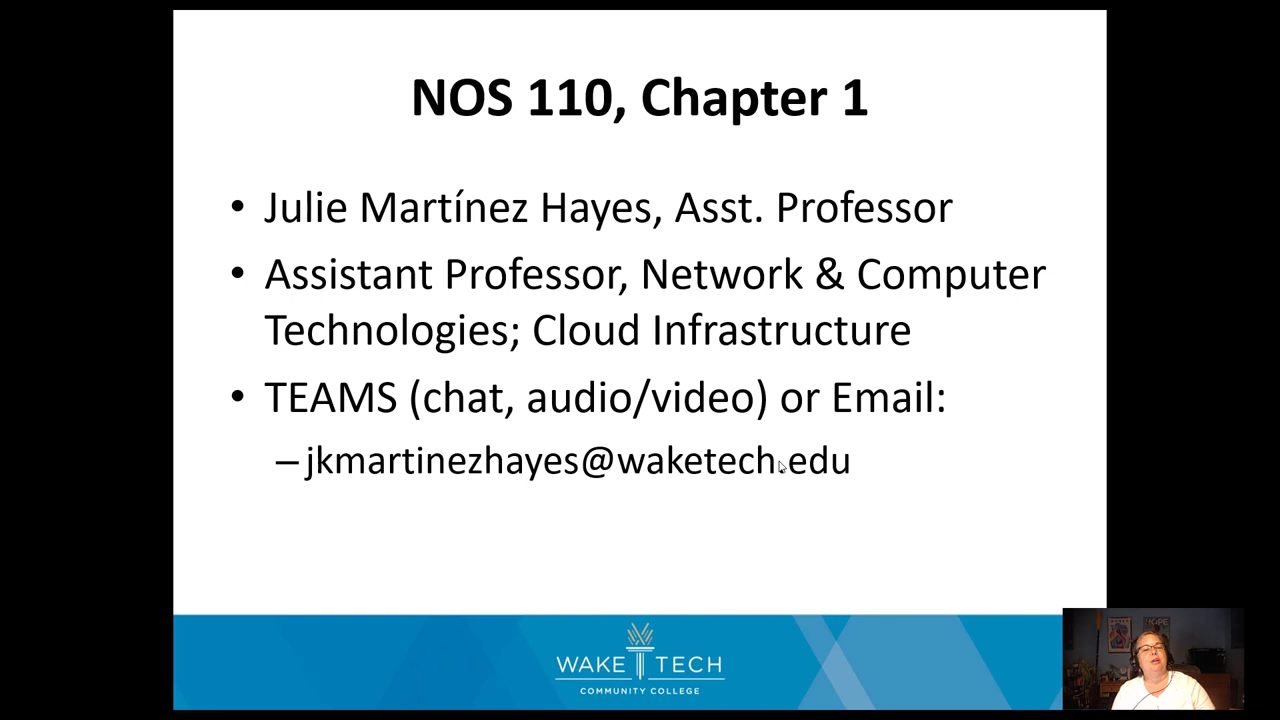 NOS 110, Chapter 1
• Julie Martínez Hayes, Asst. Professor
• Assistant Professor, Network & Computer
Technologies; Cloud Infrastructure
• TEAMS (chat, audio/video) or Email:
– jkmartinezhayes@waketech.edu
WAKE TECH
COMMUNITY COLLEGE
HOPE